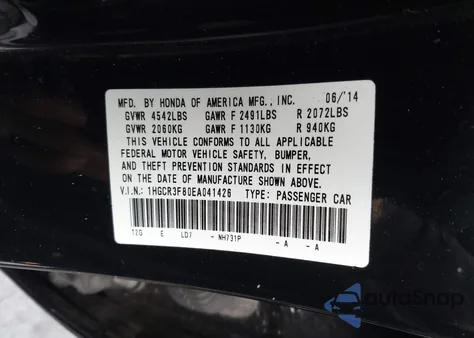 MFD. BY HONDA OF AMERICA MFG., INC. 06/'14
GVWR 4542LBS GAWR F 2491LBS R 2072LBS
GVWR 2060KG GAWR F 1130KG R 940KG
THIS VEHICLE CONFORMS TO ALL APPLICABLE
FEDERAL MOTOR VEHICLE SAFETY, BUMPER,
AND THEFT PREVENTION STANDARDS IN EFFECT
ON THE DATE OF MANUFACTURE SHOWN ABOVE.
V.I.N.: 1HGCR3F80EA041426 TYPE: PASSENGER CAR
12G E LD7 - NH731P - A - A
autoSnap